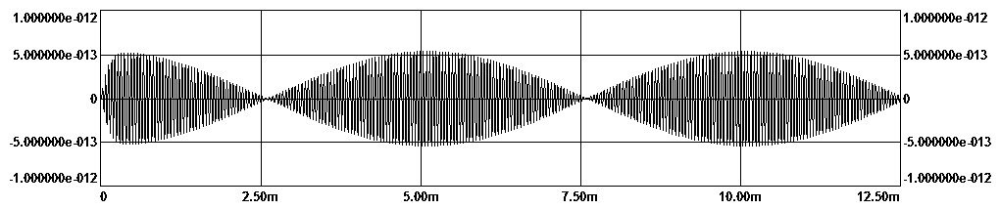 1.000000e-012 1.000000e-012
5.000000e-013 5.000000e-013
0 0
-5.000000e-013 -5.000000e-013
-1.000000e-012 -1.000000e-012
0 2.50m 5.00m 7.50m 10.00m 12.50m